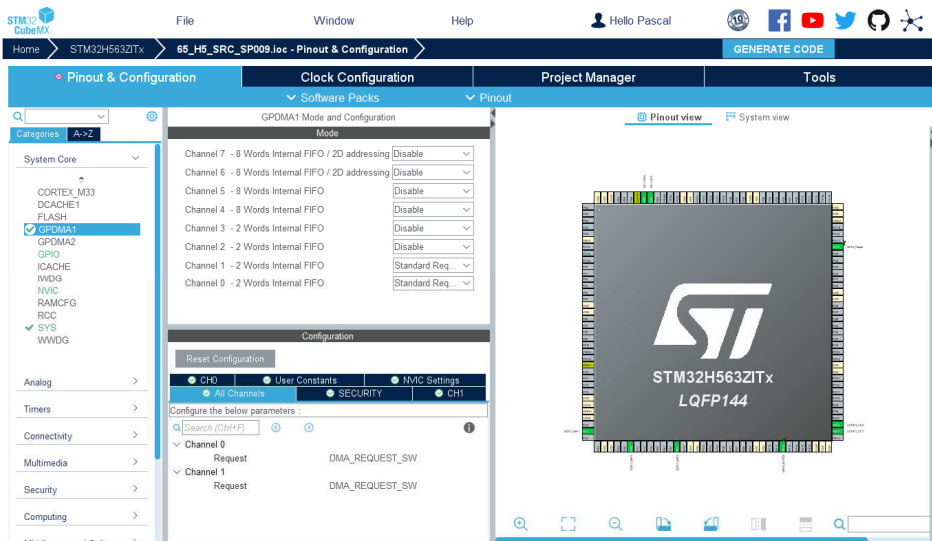 STM32
CubeMX
File
Window
Help
Hello Pascal
10
Home
STM32H563ZITx
65_H5_SRC_SP009.ioc - Pinout & Configuration
GENERATE CODE
Pinout & Configuration
Clock Configuration
Project Manager
Tools
Software Packs
Pinout
Categories
A->Z
System Core
CORTEX_M33
DCACHE1
FLASH
GPDMA1
GPDMA2
GPIO
ICACHE
IWDG
NVIC
RAMCFG
RCC
SYS
WWDG
Analog
Timers
Connectivity
Multimedia
Security
Computing
GPDMA1 Mode and Configuration
Mode
Channel 7 - 8 Words Internal FIFO / 2D addressing Disable
Channel 6 - 8 Words Internal FIFO / 2D addressing Disable
Channel 5 - 8 Words Internal FIFO Disable
Channel 4 - 8 Words Internal FIFO Disable
Channel 3 - 2 Words Internal FIFO Disable
Channel 2 - 2 Words Internal FIFO Disable
Channel 1 - 2 Words Internal FIFO Standard Req...
Channel 0 - 2 Words Internal FIFO Standard Req...
Configuration
Reset Configuration
CH0
User Constants
NVIC Settings
All Channels
SECURITY
CH1
Configure the below parameters :
Search (Ctrl+F)
Channel 0
Request DMA_REQUEST_SW
Channel 1
Request DMA_REQUEST_SW
Pinout view
System view
STM32H563ZITx
LQFP144